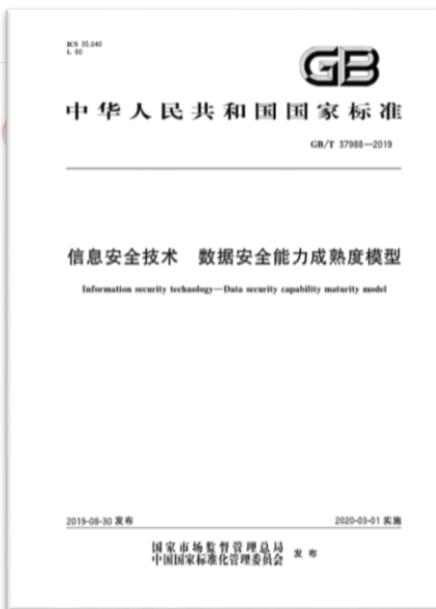 ICS 35.040
L 80
GB
中华人民共和国国家标准
GB/T 37988—2019
信息安全技术 数据安全能力成熟度模型
Information security technology—Data security capability maturity model
2019-08-30 发布
2020-03-01 实施
国家市场监督管理总局
中国国家标准化管理委员会 发布